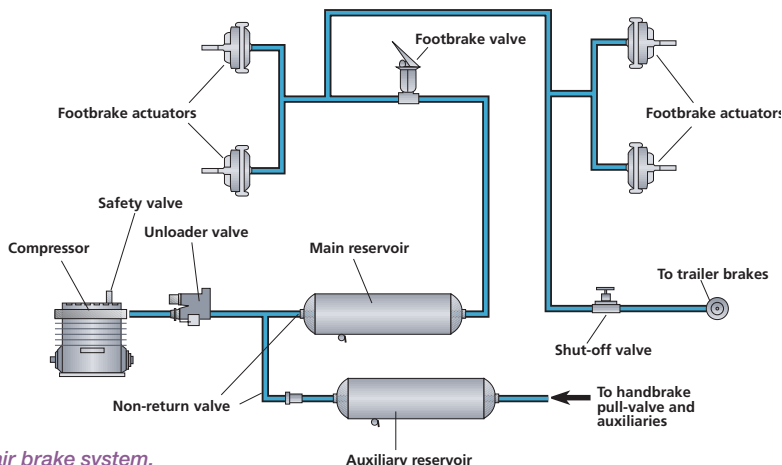 Footbrake valve
Footbrake actuators
Footbrake actuators
Safety valve
Unloader valve
Compressor
Main reservoir
To trailer brakes
Shut-off valve
Non-return valve
To handbrake
pull-valve and
auxiliaries
air brake system.
Auxiliary reservoir